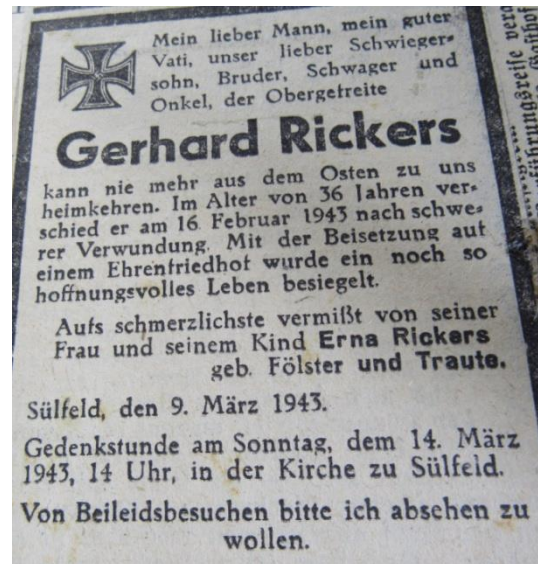 Mein lieber Mann, mein guter
Vati, unser lieber Schwieger-
sohn, Bruder, Schwager und
Onkel, der Obergefreite
Gerhard Rickers
kann nie mehr aus dem Osten zu uns
heimkehren. Im Alter von 36 Jahren ver-
schied er am 16 Februar 1943 nach schwe-
rer Verwundung. Mit der Beisetzung auf
einem Ehrenfriedhof wurde ein noch so
hoffnungsvolles Leben besiegelt.
Aufs schmerzlichste vermißt von seiner
Frau und seinem Kind Erna Rickers
geb. Fölster und Traute.
Sülfeld, den 9. März 1943.
Gedenkstunde am Sonntag, dem 14. März
1943, 14 Uhr, in der Kirche zu Sülfeld.
Von Beileidsbesuchen bitte ich absehen zu
wollen.